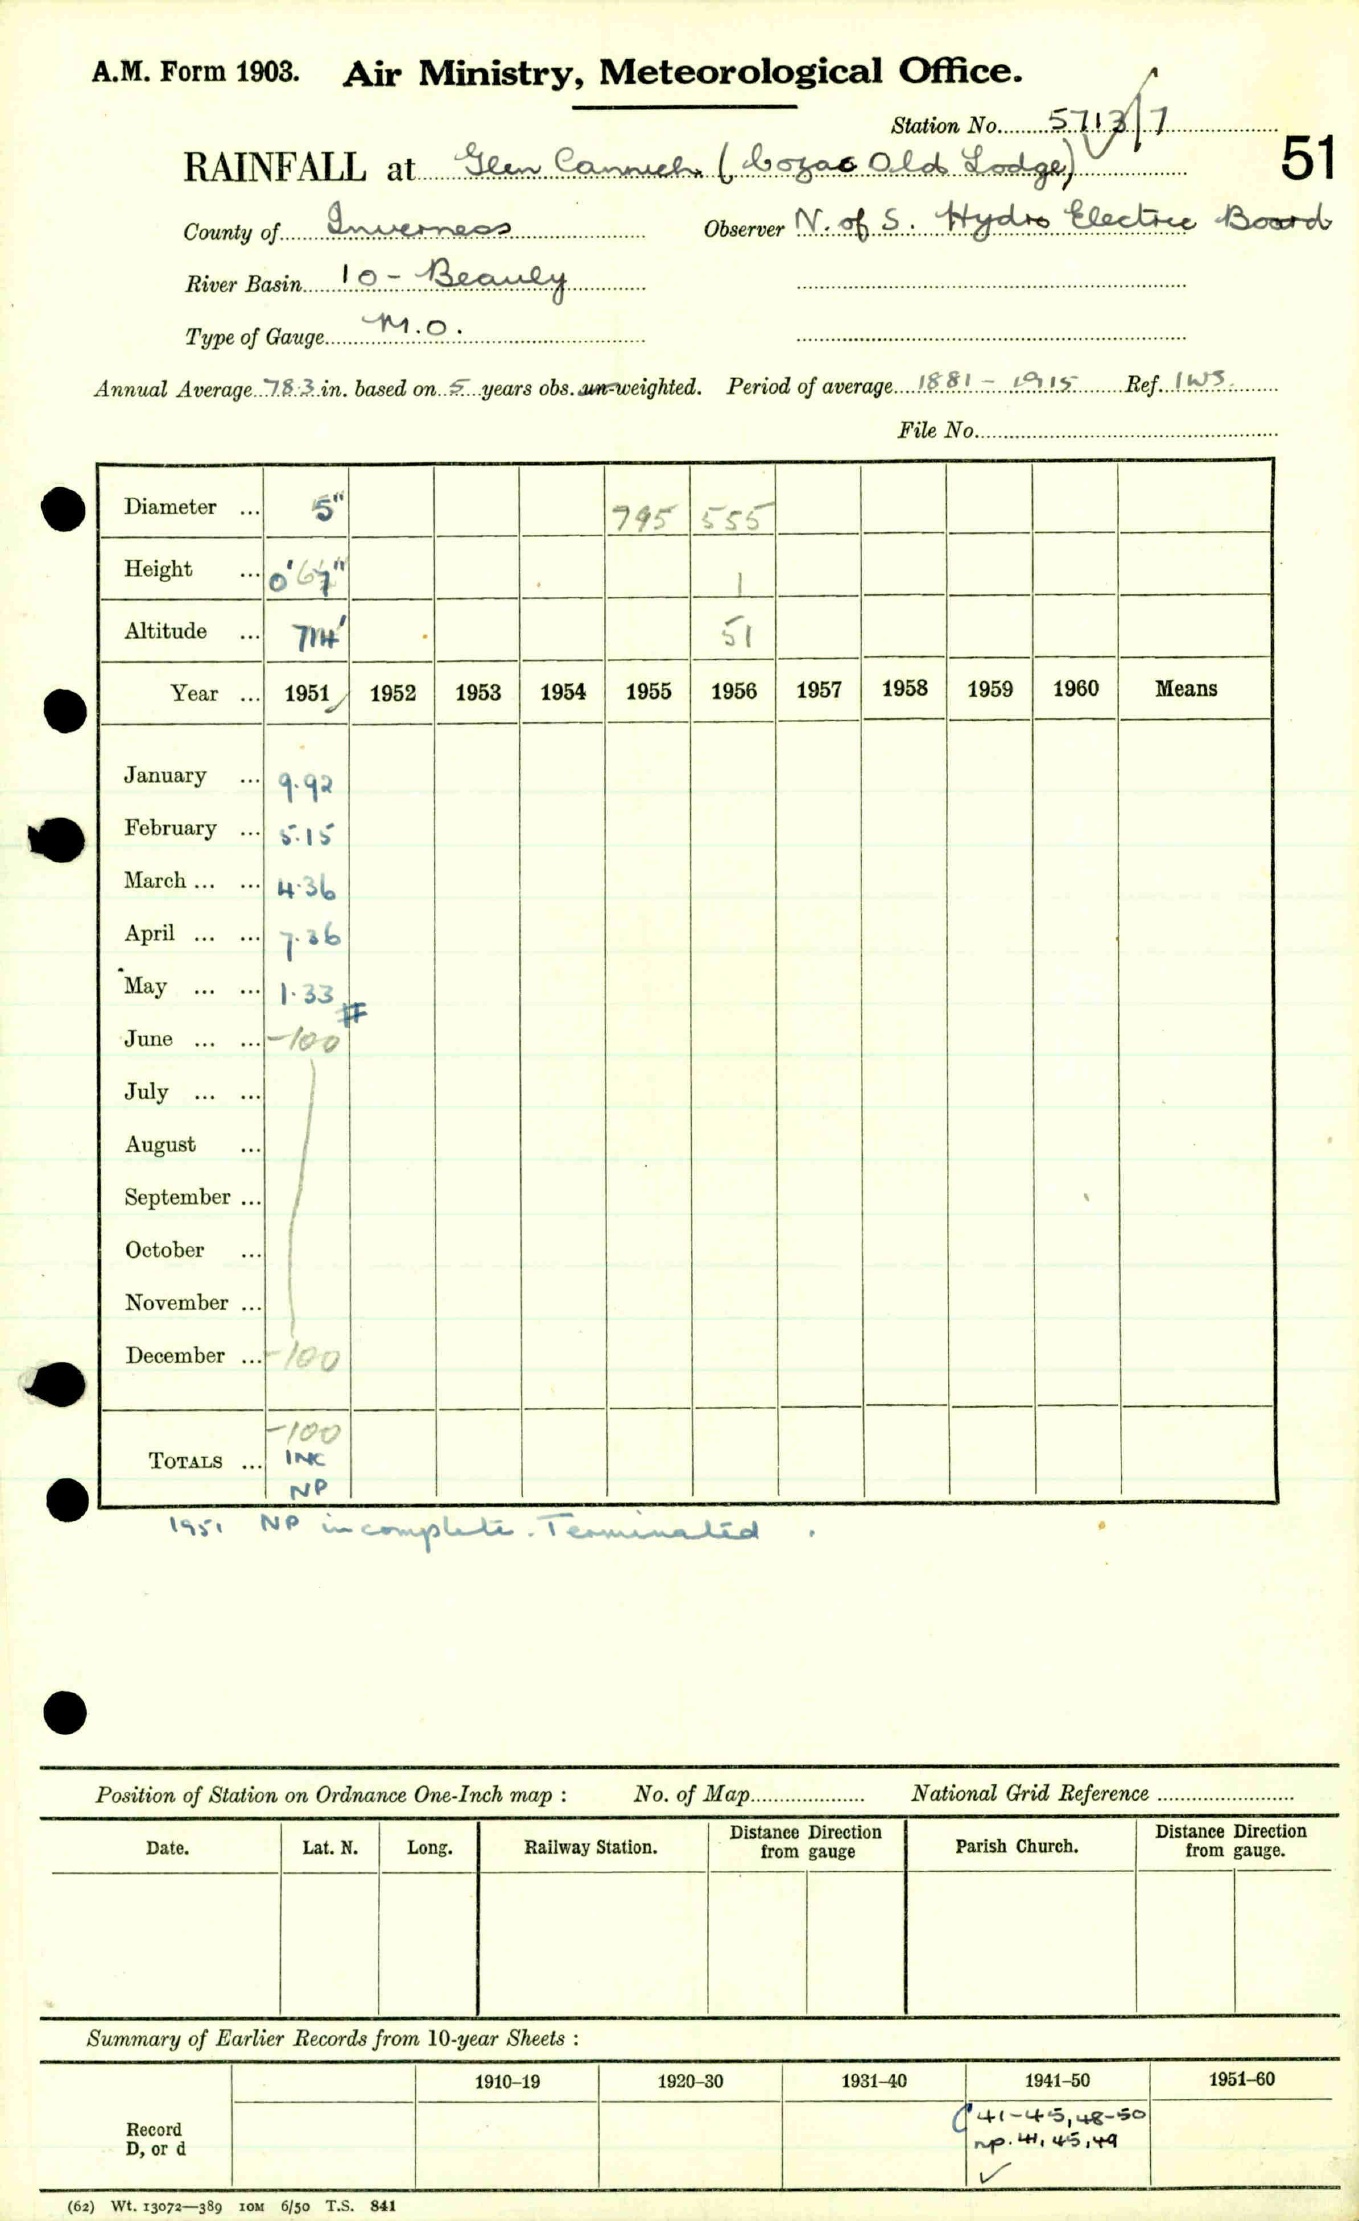 A.M. Form 1903. Air Ministry, Meteorological Office.
Station No. 5713/7
51
RAINFALL at Glen Cannich (Cozac Old Lodge)
County of Inverness Observer N. of S. Hydro Electric Board
River Basin 10 - Beauly
Type of Gauge M.O.
Annual Average 78.3 in. based on 5 years obs. un-weighted. Period of average 1881 - 1915 Ref. IWS.
File No.
Diameter ... 5" 795 555
Height ... 0' 7" 1
Altitude ... 714' 51
Year ... 1951 1952 1953 1954 1955 1956 1957 1958 1959 1960 Means
January ... 9.92
February ... 5.15
March ... ... 4.36
April ... ... 7.36
May ... ... 1.33 #
June ... ... -100
July ... ...
August ...
September ...
October ...
November ...
December ... -100
-100
TOTALS ... INC
NP
1951 NP incomplete. Terminated.
Position of Station on Ordnance One-Inch map : No. of Map National Grid Reference
Date. Lat. N. Long. Railway Station. Distance Direction from gauge Parish Church. Distance Direction from gauge.
Summary of Earlier Records from 10-year Sheets :
1910–19 1920–30 1931–40 1941–50 1951–60
Record D, or d
41-45, 48-50
np. 41, 45, 49
(62) Wt. 13072—389 10M 6/50 T.S. 841